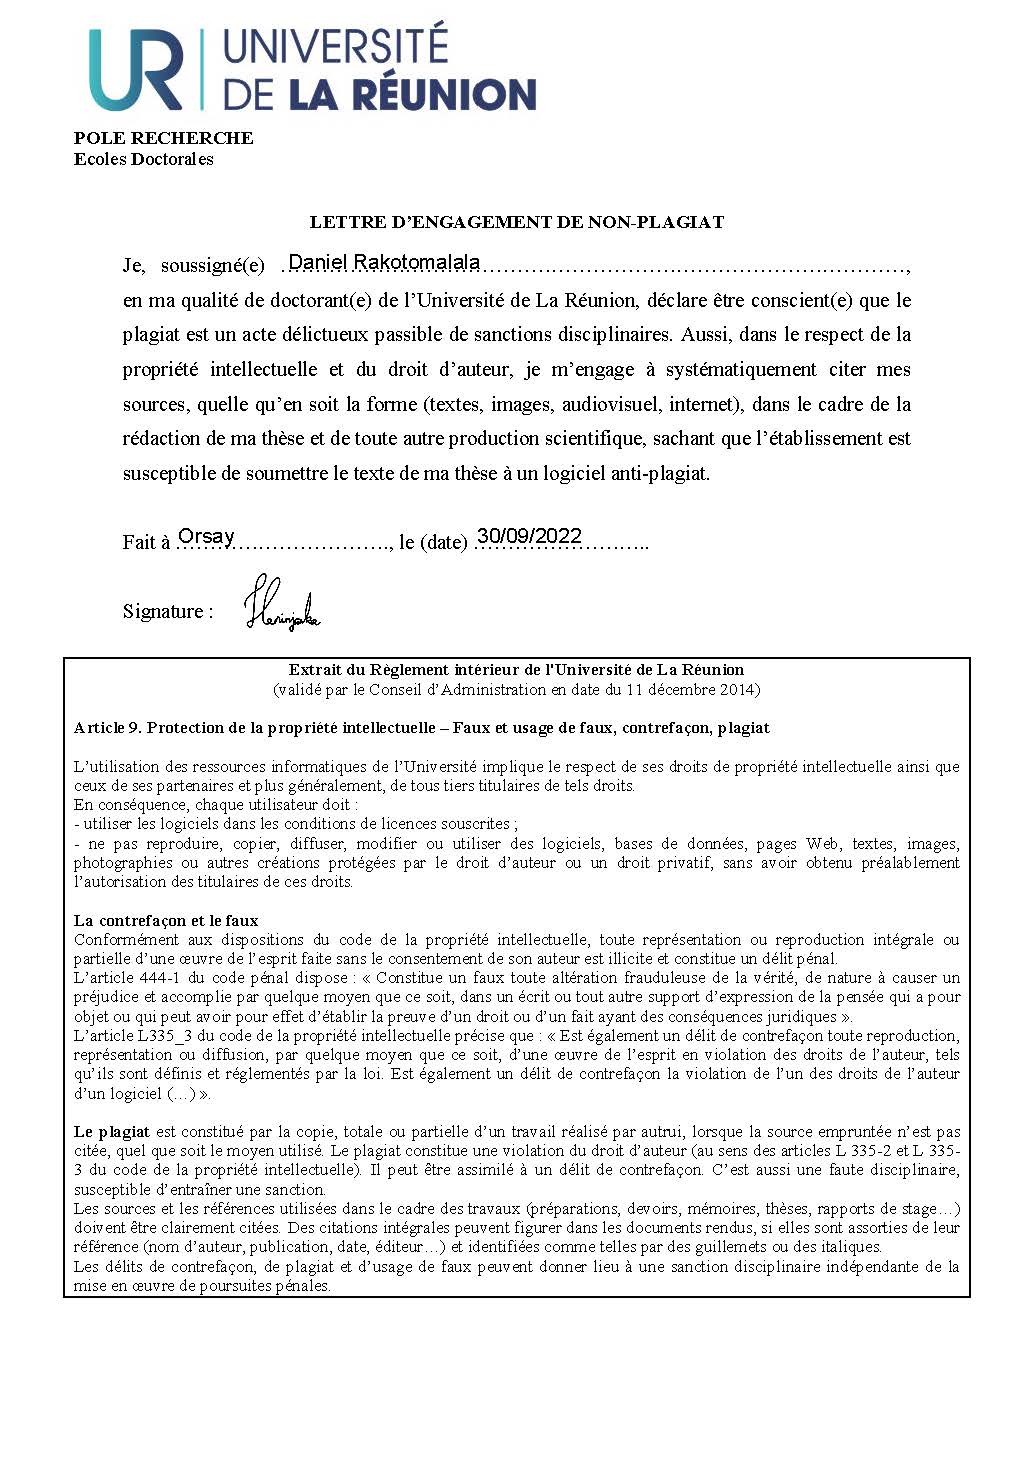 UR UNIVERSITÉ
DE LA RÉUNION
POLE RECHERCHE
Ecoles Doctorales
LETTRE D’ENGAGEMENT DE NON-PLAGIAT
Je, soussigné(e) Daniel Rakotomalala……………………………………………………,
en ma qualité de doctorant(e) de l’Université de La Réunion, déclare être conscient(e) que le
plagiat est un acte délictueux passible de sanctions disciplinaires. Aussi, dans le respect de la
propriété intellectuelle et du droit d’auteur, je m’engage à systématiquement citer mes
sources, quelle qu’en soit la forme (textes, images, audiovisuel, internet), dans le cadre de la
rédaction de ma thèse et de toute autre production scientifique, sachant que l’établissement est
susceptible de soumettre le texte de ma thèse à un logiciel anti-plagiat.
Fait à Orsay……………………, le (date) 30/09/2022………..
Signature : Herinjaka
Extrait du Règlement intérieur de l'Université de La Réunion
(validé par le Conseil d’Administration en date du 11 décembre 2014)
Article 9. Protection de la propriété intellectuelle – Faux et usage de faux, contrefaçon, plagiat
L’utilisation des ressources informatiques de l’Université implique le respect de ses droits de propriété intellectuelle ainsi que
ceux de ses partenaires et plus généralement, de tous tiers titulaires de tels droits.
En conséquence, chaque utilisateur doit :
- utiliser les logiciels dans les conditions de licences souscrites ;
- ne pas reproduire, copier, diffuser, modifier ou utiliser des logiciels, bases de données, pages Web, textes, images,
photographies ou autres créations protégées par le droit d’auteur ou un droit privatif, sans avoir obtenu préalablement
l’autorisation des titulaires de ces droits.
La contrefaçon et le faux
Conformément aux dispositions du code de la propriété intellectuelle, toute représentation ou reproduction intégrale ou
partielle d’une œuvre de l’esprit faite sans le consentement de son auteur est illicite et constitue un délit pénal.
L’article 444-1 du code pénal dispose : « Constitue un faux toute altération frauduleuse de la vérité, de nature à causer un
préjudice et accomplie par quelque moyen que ce soit, dans un écrit ou tout autre support d’expression de la pensée qui a pour
objet ou qui peut avoir pour effet d’établir la preuve d’un droit ou d’un fait ayant des conséquences juridiques ».
L’article L335_3 du code de la propriété intellectuelle précise que : « Est également un délit de contrefaçon toute reproduction,
représentation ou diffusion, par quelque moyen que ce soit, d’une œuvre de l’esprit en violation des droits de l’auteur, tels
qu’ils sont définis et réglementés par la loi. Est également un délit de contrefaçon la violation de l’un des droits de l’auteur
d’un logiciel (…) ».
Le plagiat est constitué par la copie, totale ou partielle d’un travail réalisé par autrui, lorsque la source empruntée n’est pas
citée, quel que soit le moyen utilisé. Le plagiat constitue une violation du droit d’auteur (au sens des articles L 335-2 et L 335-
3 du code de la propriété intellectuelle). Il peut être assimilé à un délit de contrefaçon. C’est aussi une faute disciplinaire,
susceptible d’entraîner une sanction.
Les sources et les références utilisées dans le cadre des travaux (préparations, devoirs, mémoires, thèses, rapports de stage…)
doivent être clairement citées. Des citations intégrales peuvent figurer dans les documents rendus, si elles sont assorties de leur
référence (nom d’auteur, publication, date, éditeur…) et identifiées comme telles par des guillemets ou des italiques.
Les délits de contrefaçon, de plagiat et d’usage de faux peuvent donner lieu à une sanction disciplinaire indépendante de la
mise en œuvre de poursuites pénales.